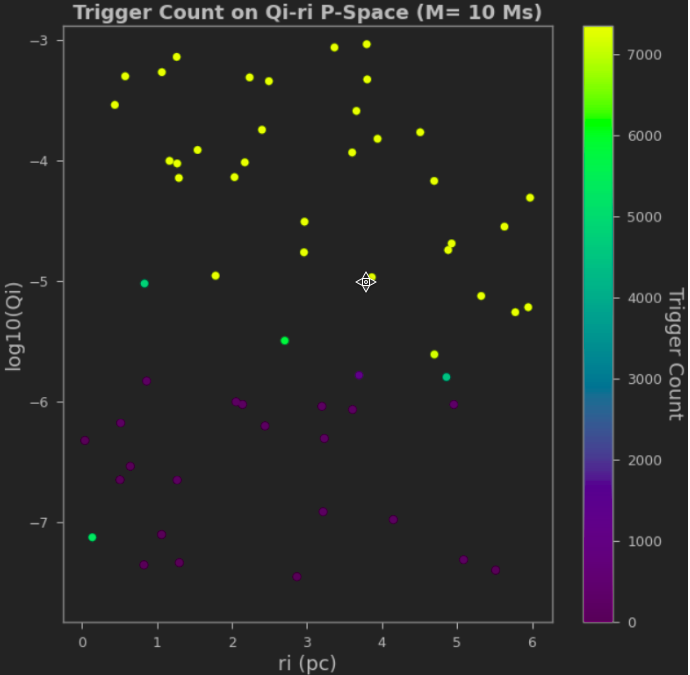 Trigger Count on Qi-ri P-Space (M= 10 Ms)
−3
−4
−5
−6
−7
log10(Qi)
0 1 2 3 4 5 6
ri (pc)
7000
6000
5000
4000
3000
2000
1000
0
Trigger Count